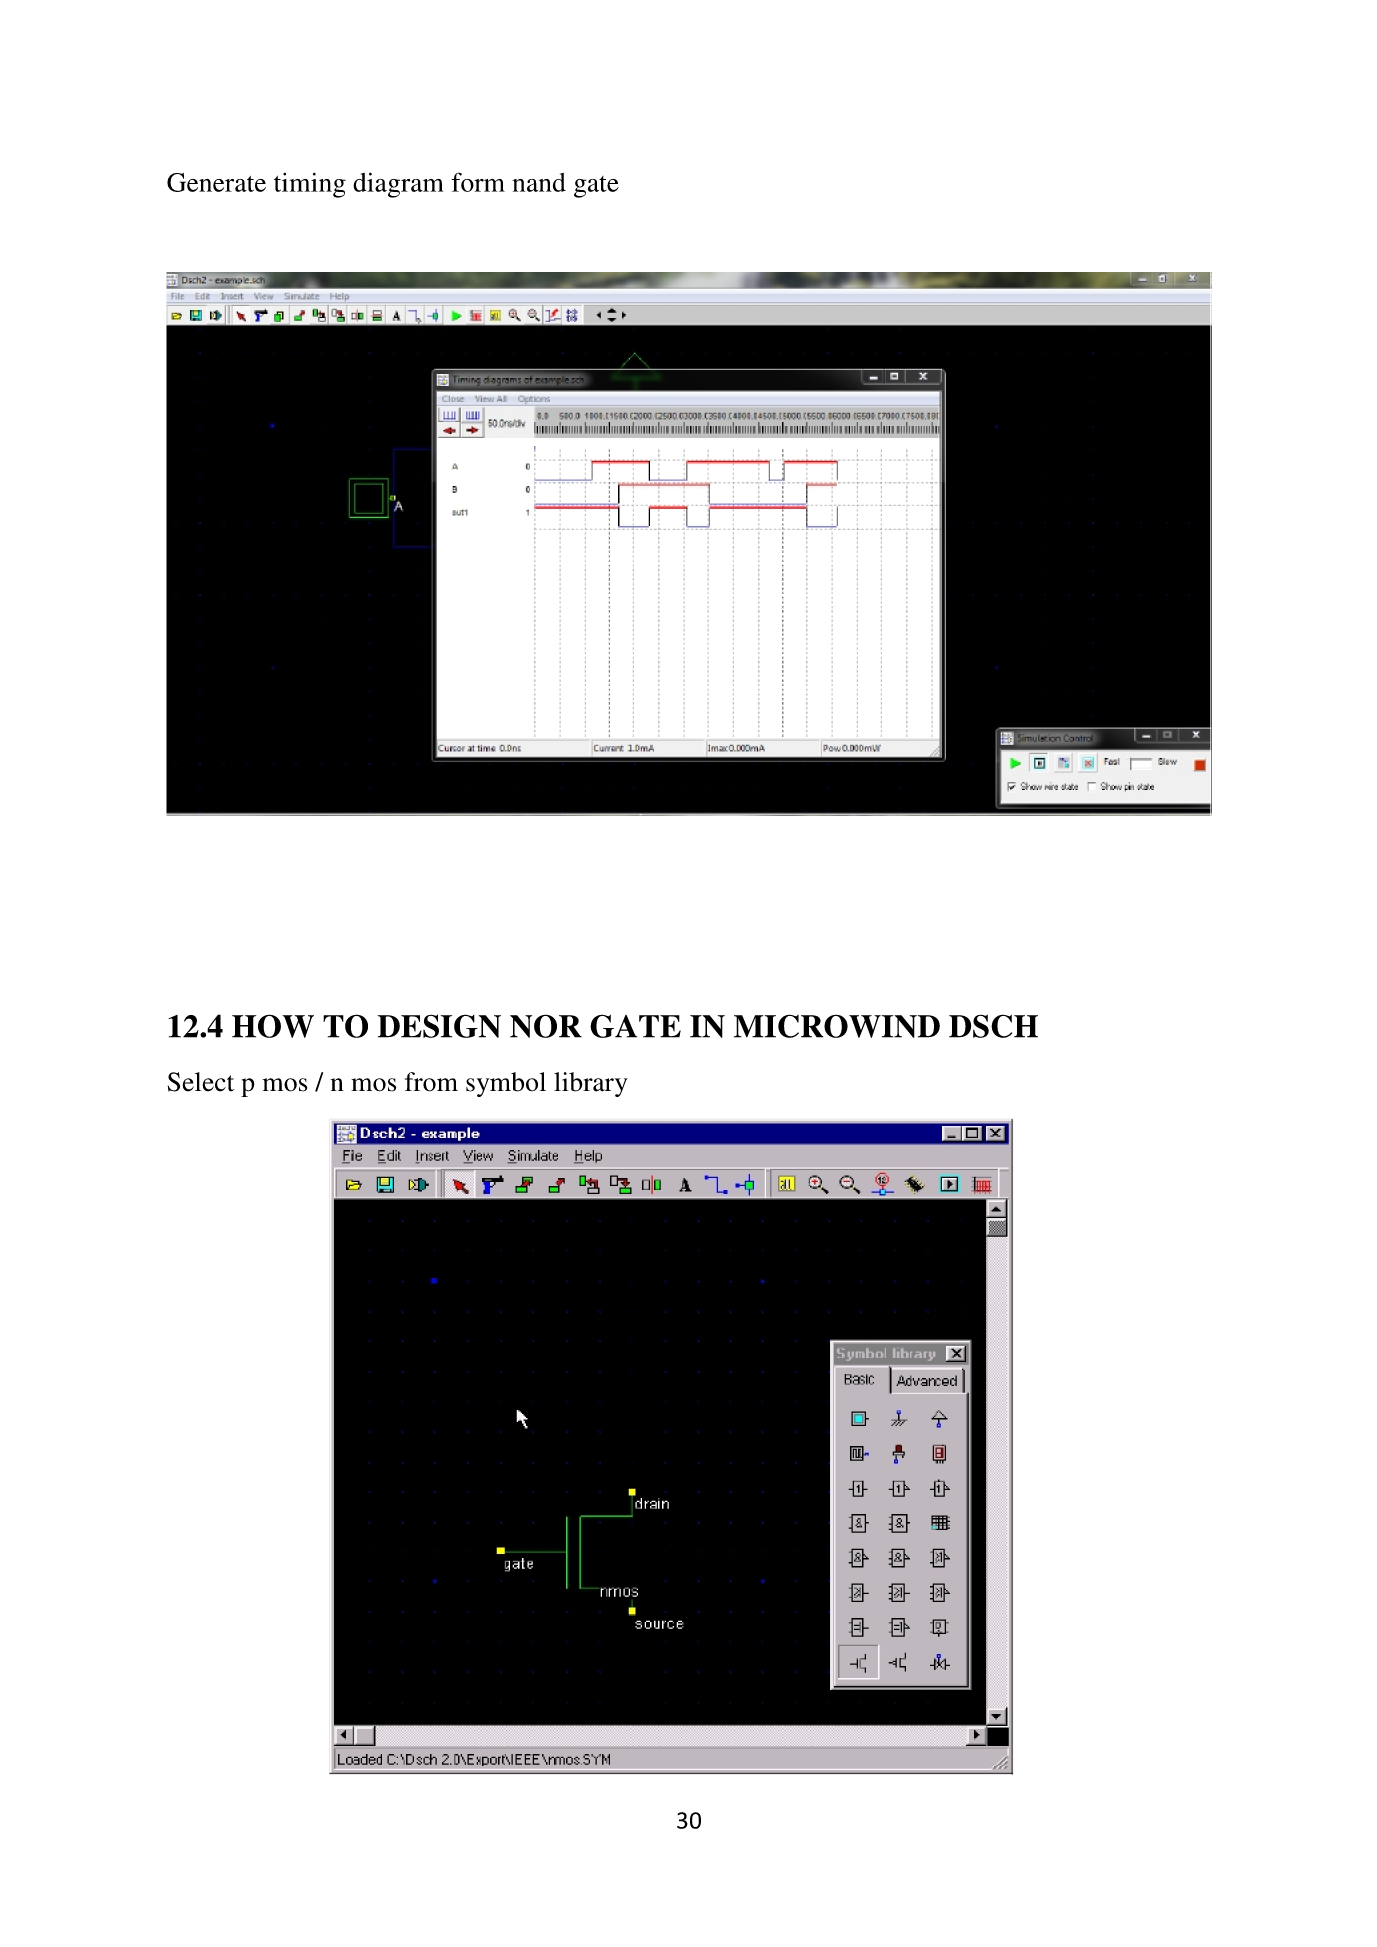 Generate timing diagram form nand gate
Dsch2 - example.sch
File Edit Insert View Simulate Help
Timing diagrams of example.sch
Close View All Options
50.0ns/div
0.0 500.0
A 0
B 0
out1 1
Cursor at time 0.0ns Current 1.0mA Imax:0.000mA Pow:0.000mW
A
Simulation Control
Fast Slow
Show wire state Show pin state
12.4 HOW TO DESIGN NOR GATE IN MICROWIND DSCH
Select p mos / n mos from symbol library
Dsch2 - example
File Edit Insert View Simulate Help
Symbol library
Basic Advanced
drain
gate
nmos
source
Loaded C:\Dsch 2.0\Export\IEEE\nmos.SYM
30